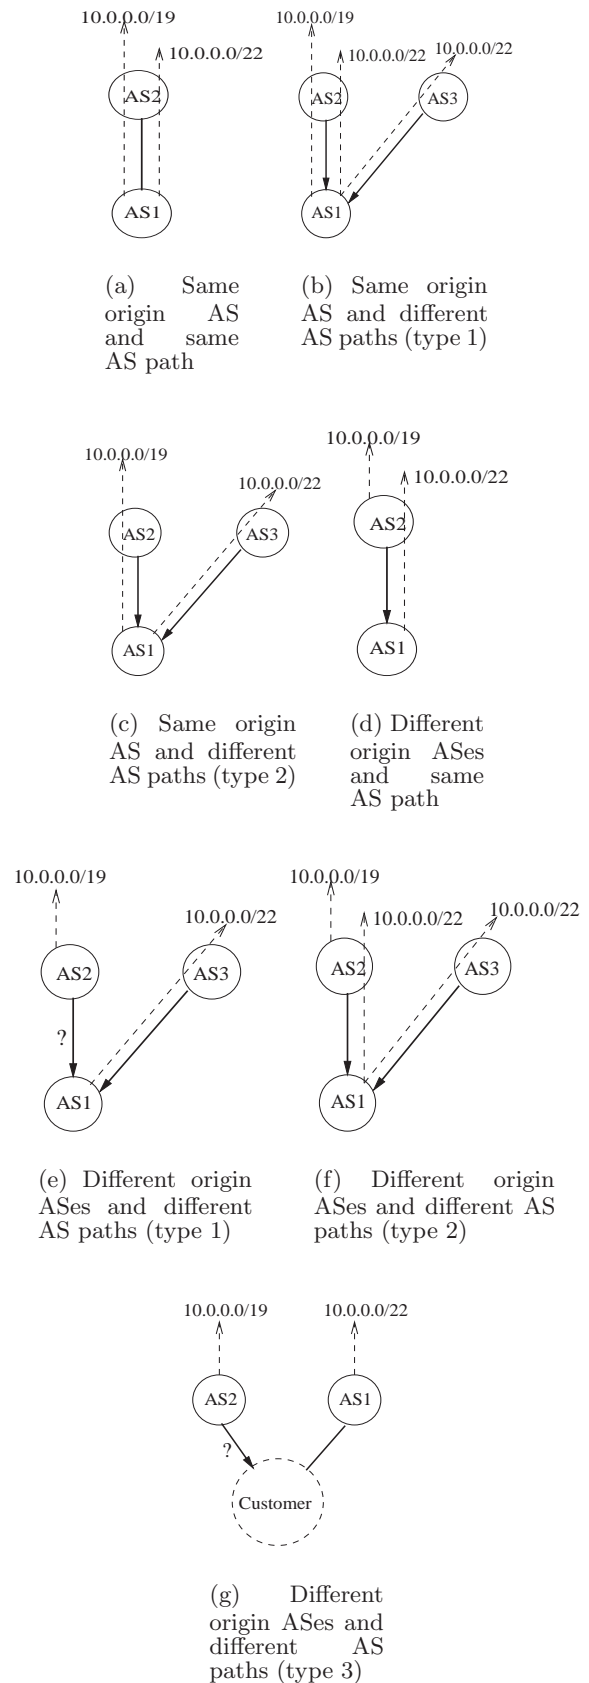 10.0.0.0/19
10.0.0.0/22
AS2
AS1
(a) Same
origin AS
and same
AS path
10.0.0.0/19
10.0.0.0/22
10.0.0.0/22
AS2
AS3
AS1
(b) Same origin
AS and different
AS paths (type 1)
10.0.0.0/19
10.0.0.0/22
AS2
AS3
AS1
(c) Same origin
AS and different
AS paths (type 2)
10.0.0.0/19
10.0.0.0/22
AS2
AS1
(d) Different
origin ASes
and same
AS path
10.0.0.0/19
10.0.0.0/22
AS2
AS3
?
AS1
(e) Different origin
ASes and different
AS paths (type 1)
10.0.0.0/19
10.0.0.0/22
10.0.0.0/22
AS2
AS3
AS1
(f) Different origin
ASes and different AS
paths (type 2)
10.0.0.0/19
10.0.0.0/22
AS2
AS1
?
Customer
(g) Different
origin ASes and
different AS
paths (type 3)